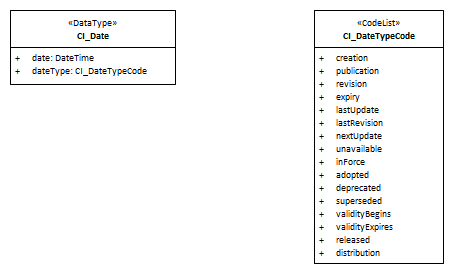 «DataType»
CI_Date
+ date: DateTime
+ dateType: CI_DateTypeCode
«CodeList»
CI_DateTypeCode
+ creation
+ publication
+ revision
+ expiry
+ lastUpdate
+ lastRevision
+ nextUpdate
+ unavailable
+ inForce
+ adopted
+ deprecated
+ superseded
+ validityBegins
+ validityExpires
+ released
+ distribution